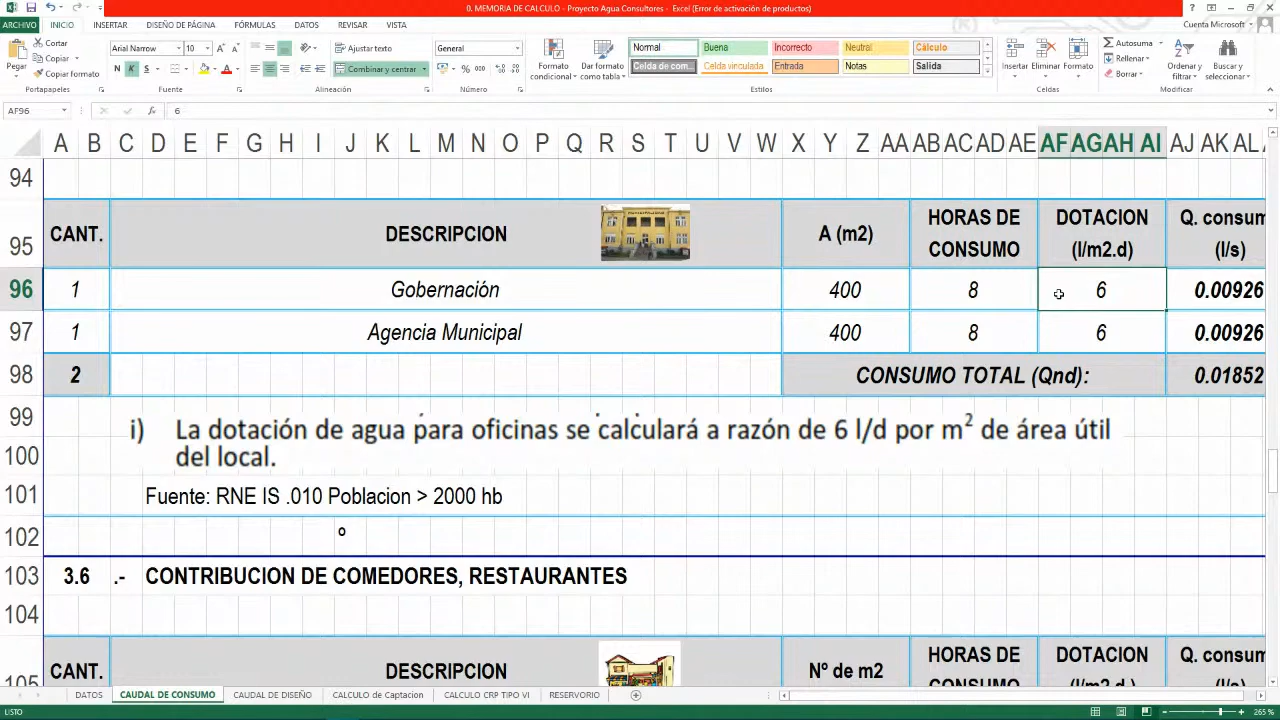 0. MEMORIA DE CALCULO - Proyecto Agua Consultores - Excel (Error de activación de productos)
ARCHIVO INICIO INSERTAR DISEÑO DE PÁGINA FÓRMULAS DATOS REVISAR VISTA Cuenta Microsoft
Pegar
Cortar
Copiar
Copiar formato
Portapapeles
Arial Narrow 10
N K S
Fuente
Ajustar texto
Combinar y centrar
Alineación
General
% 000
Número
Formato condicional
Dar formato como tabla
Normal Buena Incorrecto Neutral Cálculo
Celda de com... Celda vinculada Entrada Notas Salida
Estilos
Insertar Eliminar Formato
Celdas
Autosuma
Rellenar
Borrar
Ordenar y filtrar
Buscar y seleccionar
Modificar
AF96 fx 6
A B C D E F G H I J K L M N O P Q R S T U V W X Y Z AA AB AC AD AE AF AG AH AI AJ AK AL
94
95 CANT. DESCRIPCION A (m2) HORAS DE CONSUMO DOTACION (l/m2.d) Q. consum (l/s)
96 1 Gobernación 400 8 6 0.00926
97 1 Agencia Municipal 400 8 6 0.00926
98 2 CONSUMO TOTAL (Qnd): 0.01852
99
i) La dotación de agua para oficinas se calculará a razón de 6 l/d por m² de área útil
100 del local.
101 Fuente: RNE IS .010 Poblacion > 2000 hb
102 º
103 3.6 .- CONTRIBUCION DE COMEDORES, RESTAURANTES
104
105 CANT. DESCRIPCION Nº de m2 HORAS DE CONSUMO DOTACION (l/m2.d) Q. consum (l/s)
DATOS CAUDAL DE CONSUMO CAUDAL DE DISEÑO CALCULO de Captacion CALCULO CRP TIPO VI RESERVORIO
LISTO 265 %